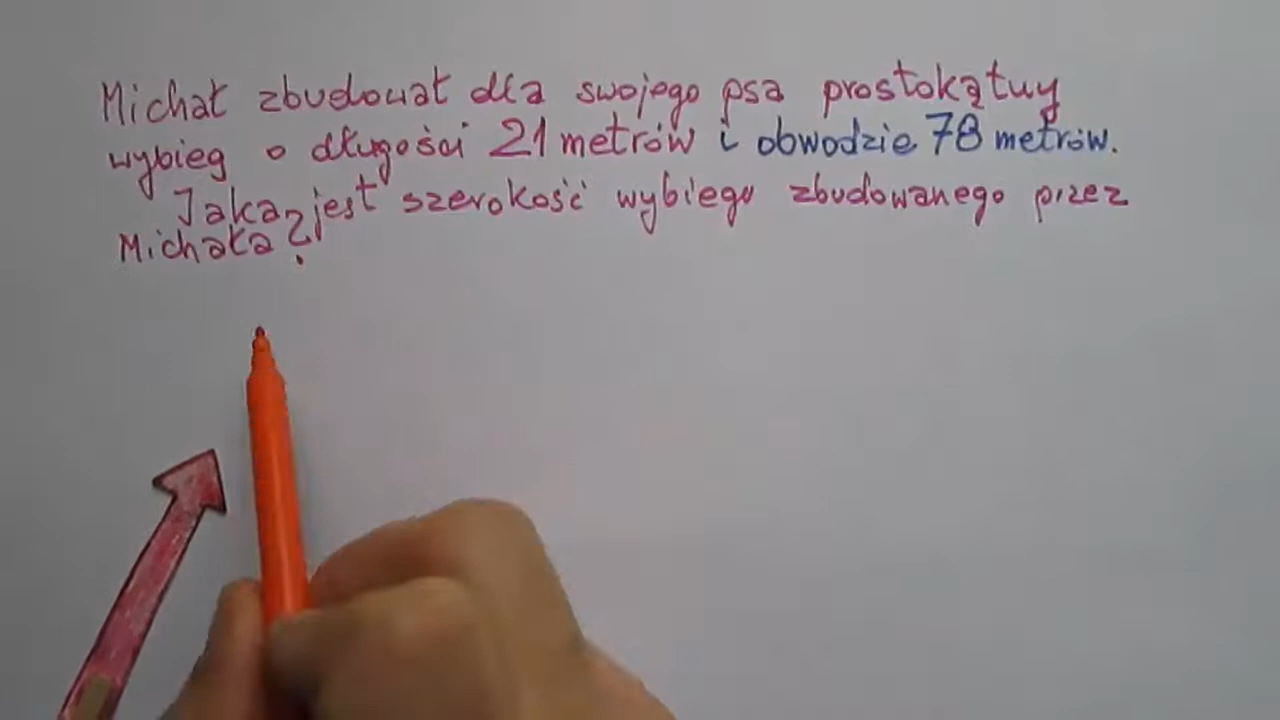 Michał zbudował dla swojego psa prostokątny
wybieg o długości 21 metrów i obwodzie 78 metrów.
Jaka jest szerokość wybiegu zbudowanego przez
Michała?